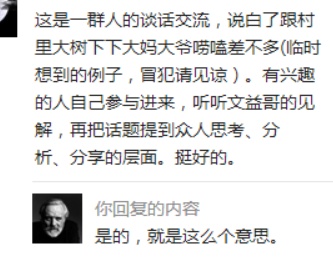 这是一群人的谈话交流，说白了跟村
里大树下下大妈大爷唠嗑差不多(临时
想到的例子，冒犯请见谅）。有兴趣
的人自己参与进来，听听文益哥的见
解，再把话题提到众人思考、分
析、分享的层面。挺好的。
你回复的内容
是的，就是这么个意思。